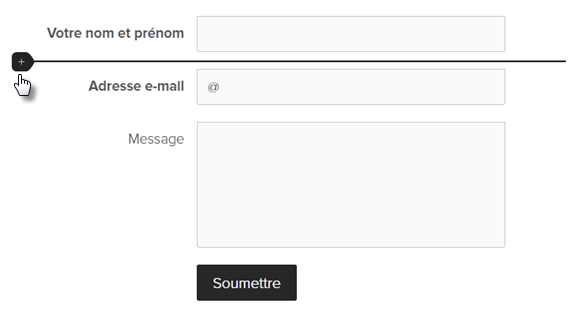 Votre nom et prénom
+
Adresse e-mail
@
Message
Soumettre